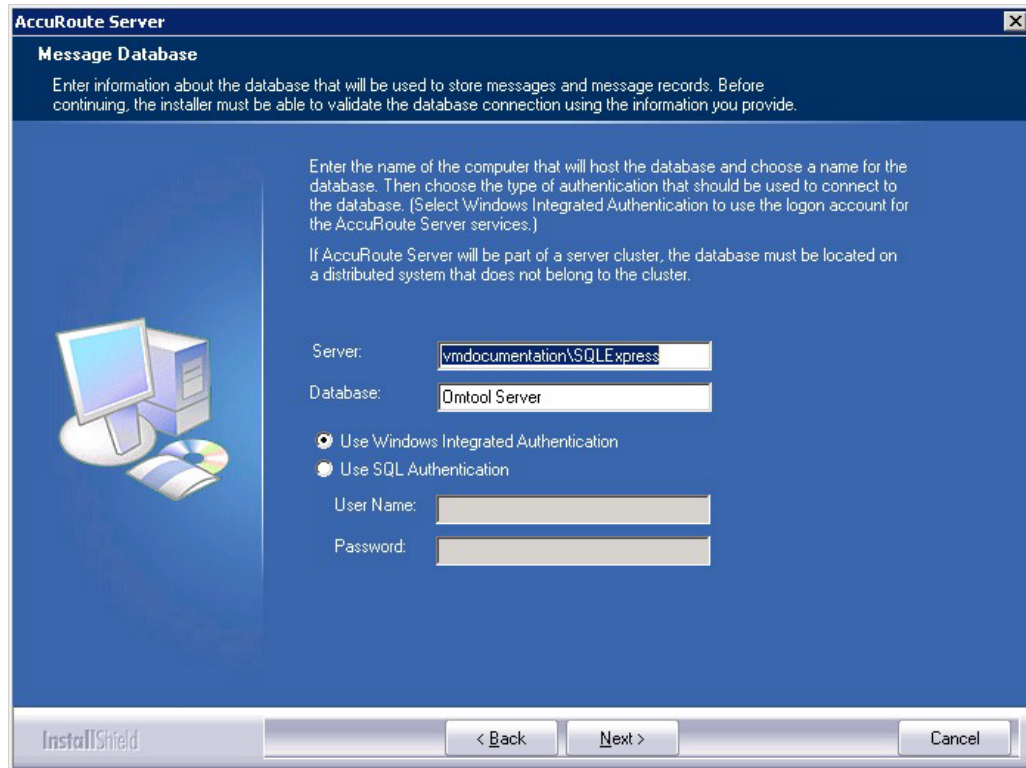 AccuRoute Server
Message Database
Enter information about the database that will be used to store messages and message records. Before
continuing, the installer must be able to validate the database connection using the information you provide.
Enter the name of the computer that will host the database and choose a name for the
database. Then choose the type of authentication that should be used to connect to
the database. (Select Windows Integrated Authentication to use the logon account for
the AccuRoute Server services.)
If AccuRoute Server will be part of a server cluster, the database must be located on
a distributed system that does not belong to the cluster.
Server: vmdocumentation\SQLExpress
Database: Omtool Server
Use Windows Integrated Authentication
Use SQL Authentication
User Name:
Password:
InstallShield
< Back Next > Cancel